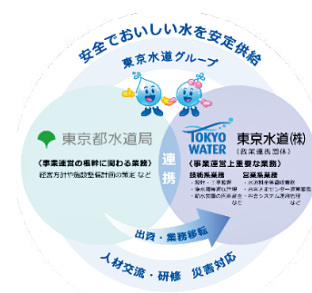 安全でおいしい水を安定供給
東京水道グループ
東京都水道局
《事業運営の根幹に関わる業務》
経営方針や施設整備計画の策定 など
連携
TOKYO WATER
東京水道(株)
(政策連携団体)
《事業運営上重要な業務》
技術系業務
営業系業務
など
など
出資・業務移転
人材交流・研修 災害対応